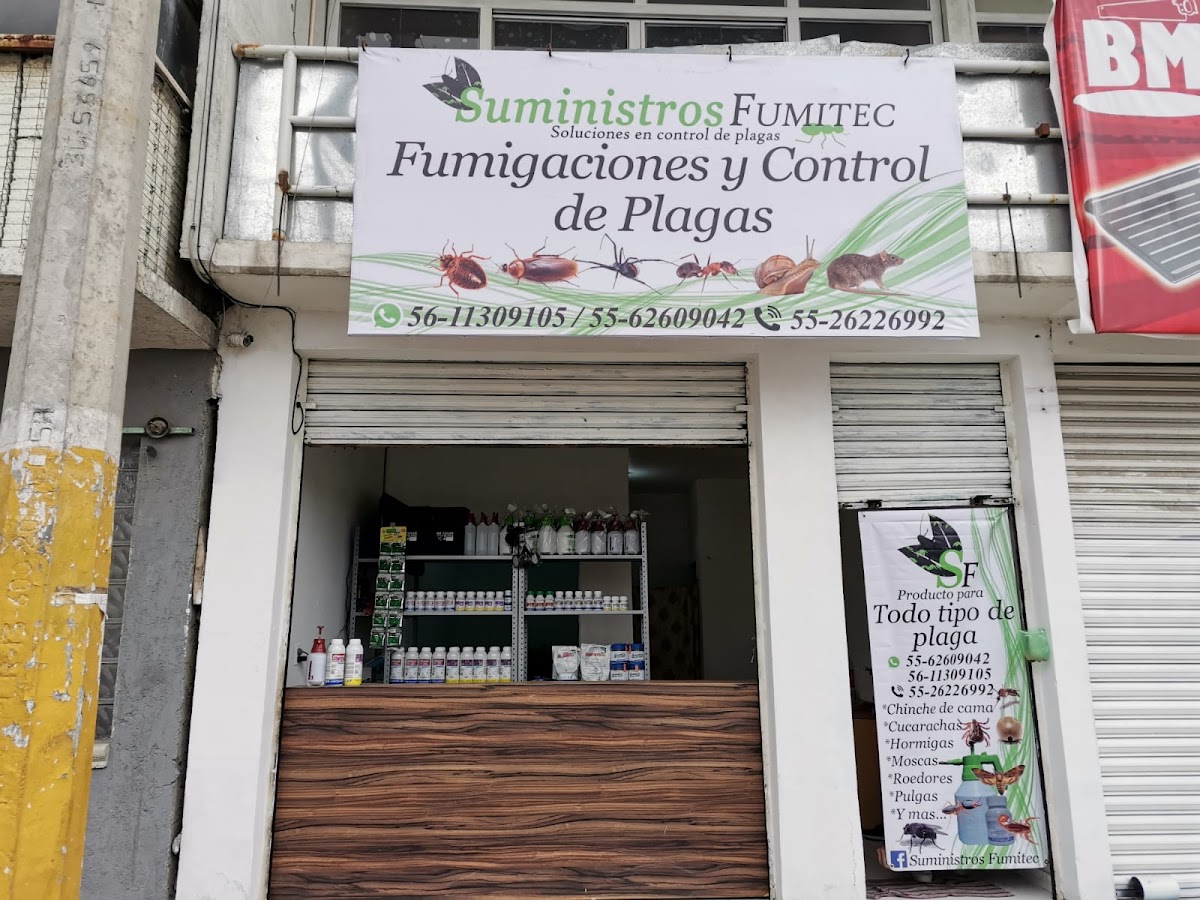 Suministros FUMITEC
Soluciones en control de plagas
Fumigaciones y Control
de Plagas
56-11309105 / 55-62609042 55-26226992
BM
SF
Producto para
Todo tipo de
plaga
55-62609042
56-11309105
55-26226992
*Chinche de cama
*Cucarachas
*Hormigas
*Moscas
*Roedores
*Pulgas
*Y mas...
f Suministros Fumitec